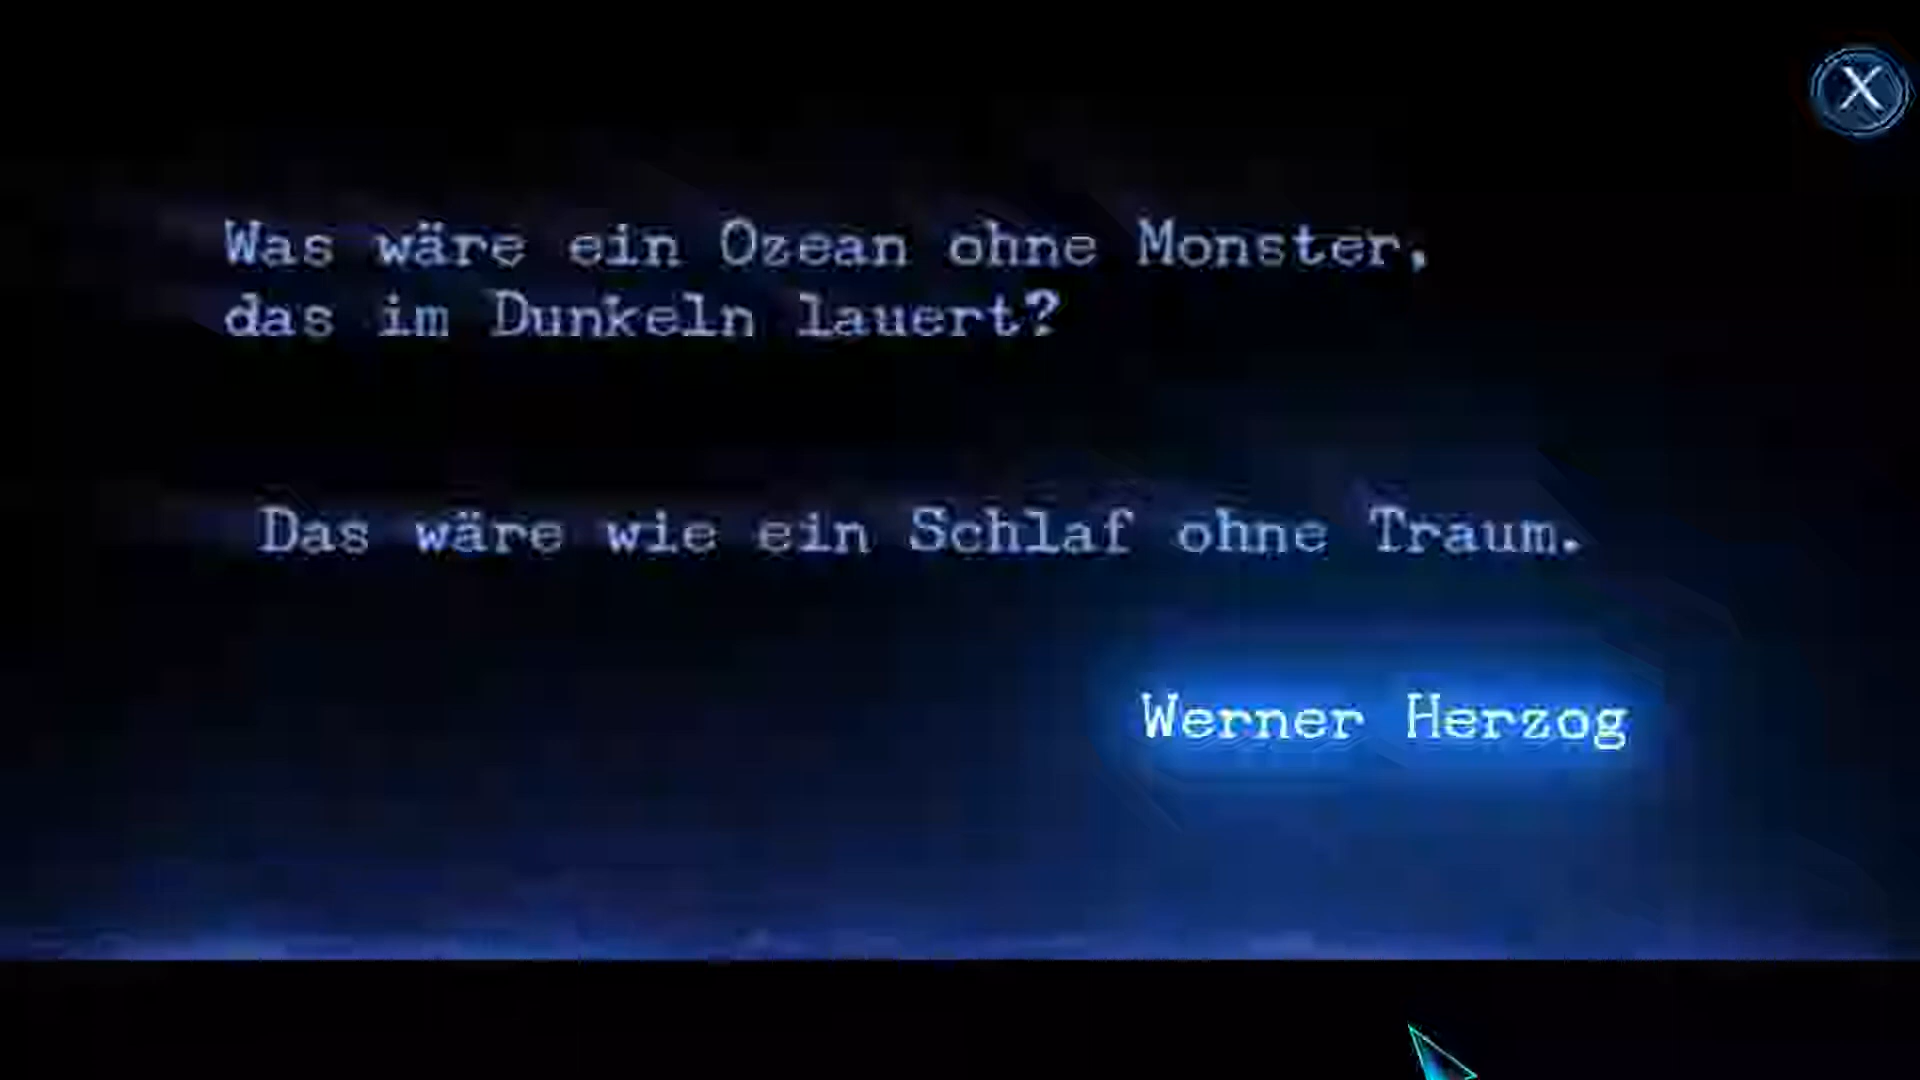 X
Was wäre ein Ozean ohne Monster,
das im Dunkeln lauert?
Das wäre wie ein Schlaf ohne Traum.
Werner Herzog